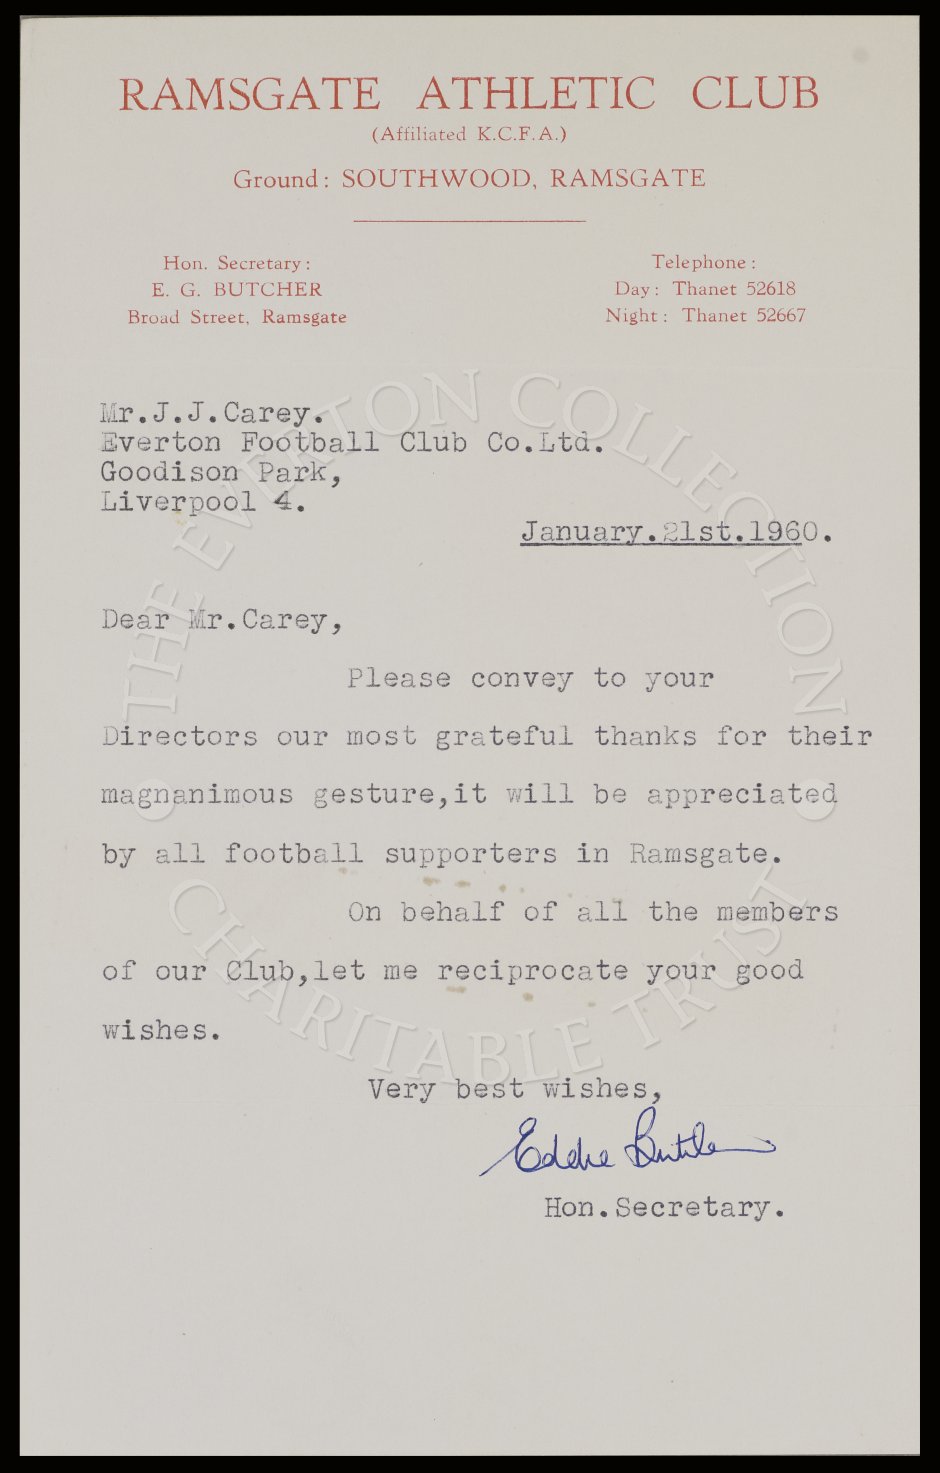 RAMSGATE ATHLETIC CLUB
(Affiliated K.C.F.A.)
Ground: SOUTHWOOD, RAMSGATE
Hon. Secretary:
E. G. BUTCHER
Broad Street, Ramsgate
Telephone:
Day: Thanet 52618
Night: Thanet 52667
Mr.J.J.Carey.
Everton Football Club Co.Ltd.
Goodison Park,
Liverpool 4.
January.21st.1960.
Dear Mr.Carey,
Please convey to your
Directors our most grateful thanks for their
magnanimous gesture,it will be appreciated
by all football supporters in Ramsgate.
On behalf of all the members
of our Club,let me reciprocate your good
wishes.
Very best wishes,
Eddie Butcher
Hon.Secretary.
THE EVERTON COLLECTION
CHARITABLE TRUST